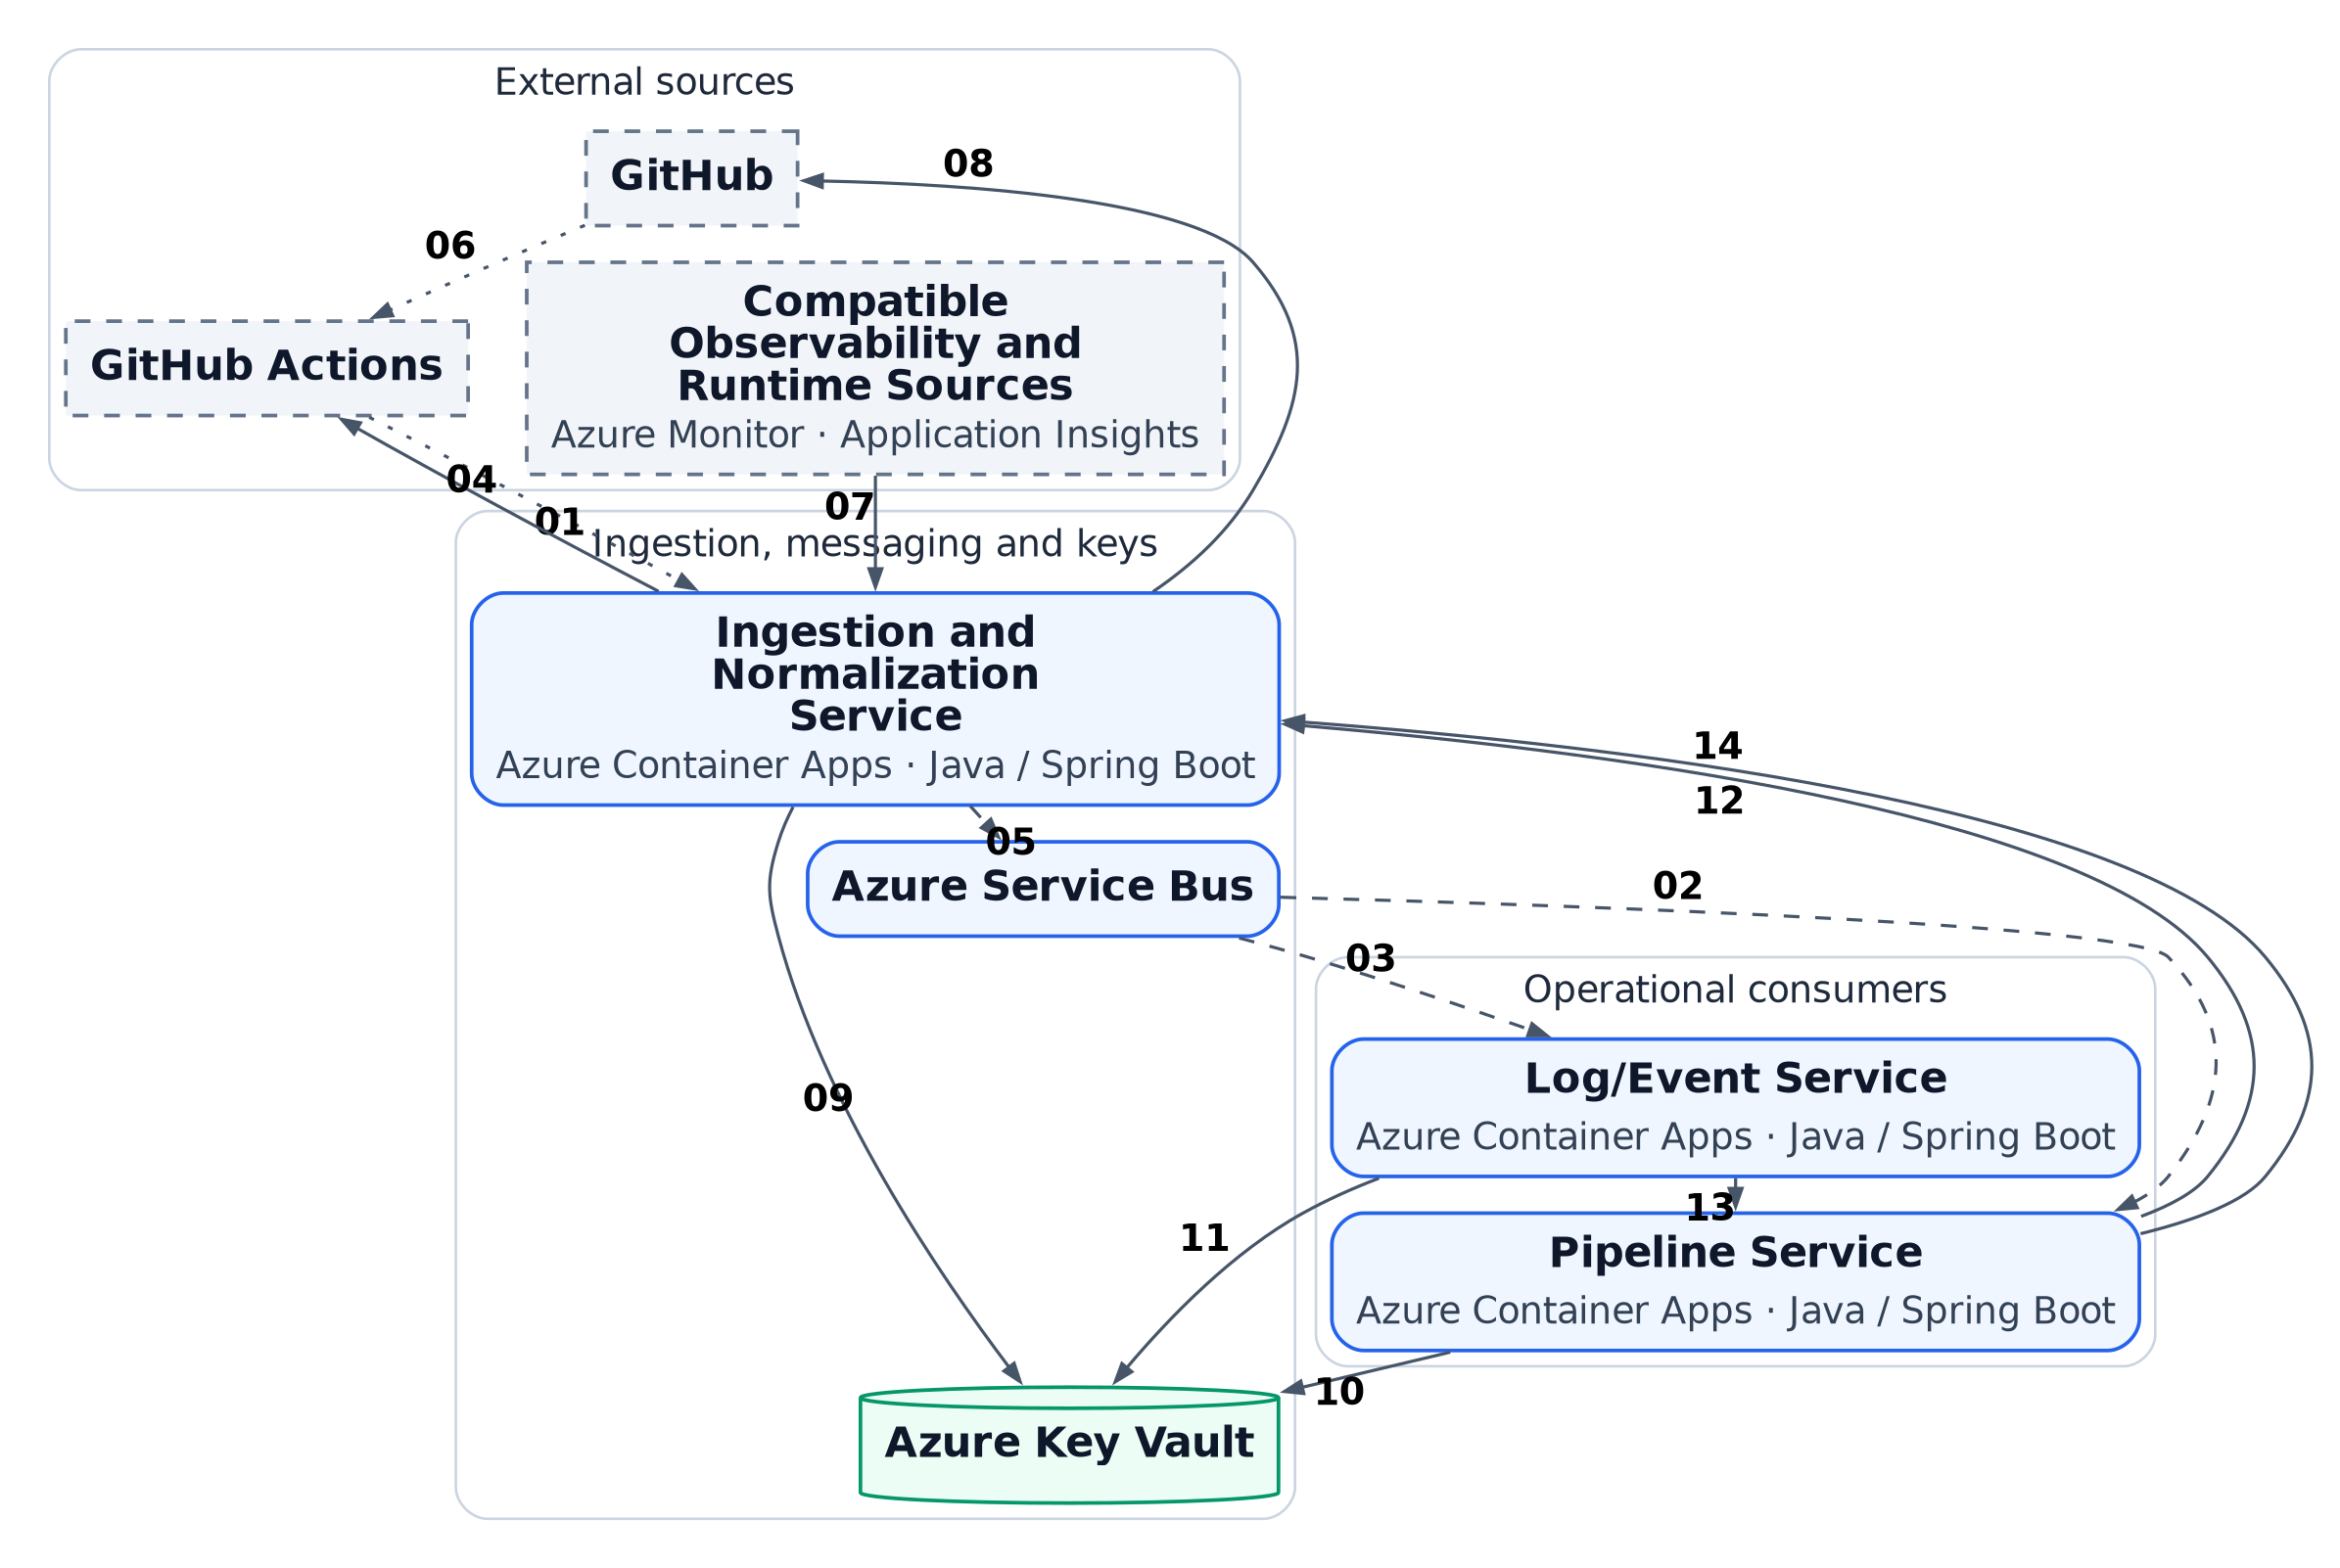 External sources
08
GitHub
06
Compatible
Observability and
Runtime Sources
Azure Monitor · Application Insights
GitHub Actions
04
07
01
Ingestion, messaging and keys
Ingestion and
Normalization
Service
Azure Container Apps · Java / Spring Boot
14
12
05
Azure Service Bus
02
03
Operational consumers
Log/Event Service
Azure Container Apps · Java / Spring Boot
09
13
11
Pipeline Service
Azure Container Apps · Java / Spring Boot
10
Azure Key Vault